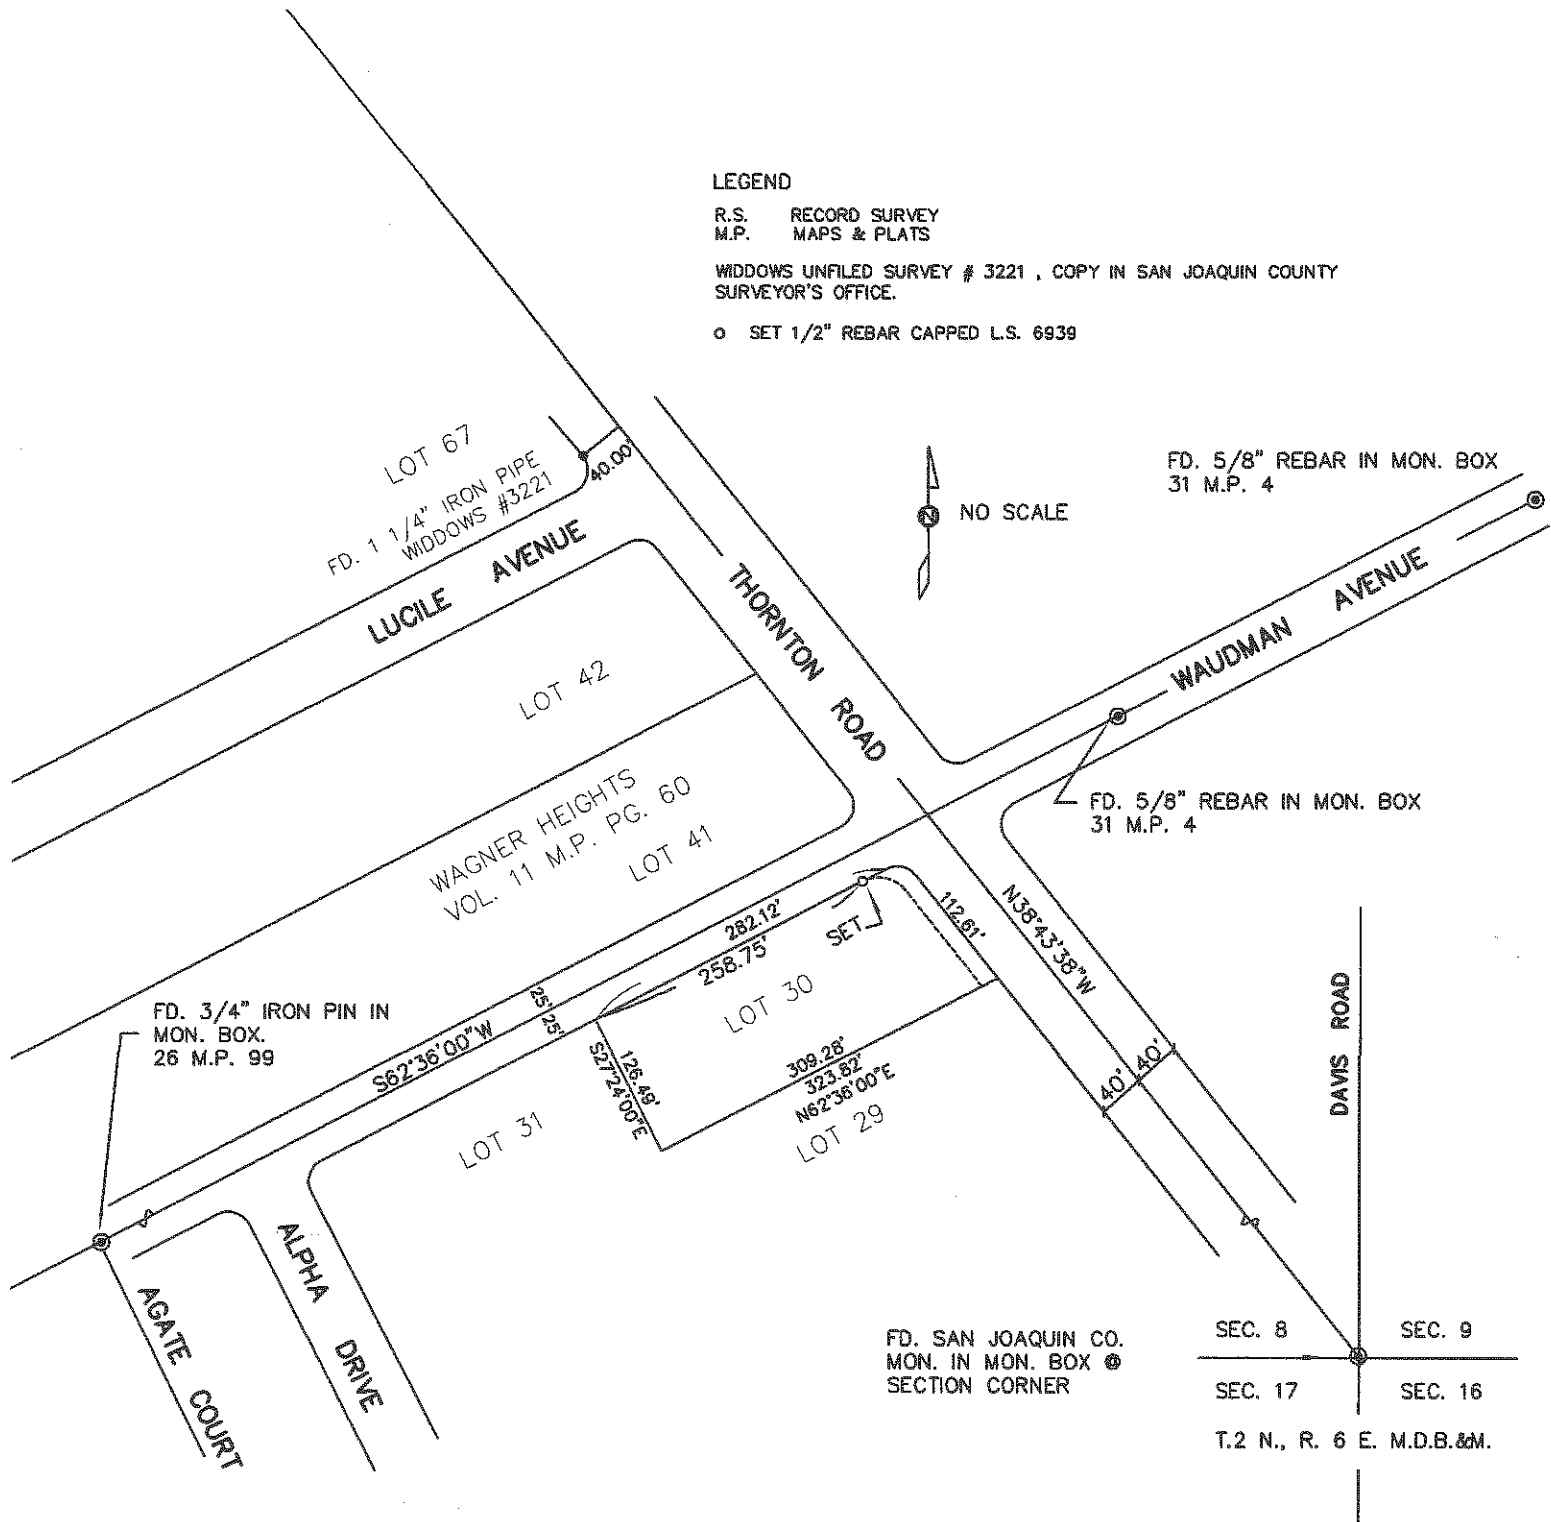 LEGEND
R.S. RECORD SURVEY
M.P. MAPS & PLATS
WIDDOWS UNFILED SURVEY # 3221 , COPY IN SAN JOAQUIN COUNTY
SURVEYOR'S OFFICE.
o SET 1/2" REBAR CAPPED L.S. 6939
LOT 67
FD. 1 1/4" IRON PIPE
WIDDOWS #3221
40.00'
LUCILE AVENUE
NO SCALE
FD. 5/8" REBAR IN MON. BOX
31 M.P. 4
THORNTON ROAD
WAUDMAN AVENUE
LOT 42
FD. 5/8" REBAR IN MON. BOX
31 M.P. 4
WAGNER HEIGHTS
VOL. 11 M.P. PG. 60
LOT 41
282.12'
258.75'
SET
112.61'
N38°43'38"W
LOT 30
25'
25'
S62°36'00"W
FD. 3/4" IRON PIN IN
MON. BOX.
26 M.P. 99
126.49'
S27°24'00"E
309.28'
323.82'
N62°36'00"E
LOT 29
LOT 31
40'
40'
DAVIS ROAD
ALPHA DRIVE
AGATE COURT
FD. SAN JOAQUIN CO.
MON. IN MON. BOX @
SECTION CORNER
SEC. 8
SEC. 9
SEC. 17
SEC. 16
T.2 N., R. 6 E. M.D.B.&M.